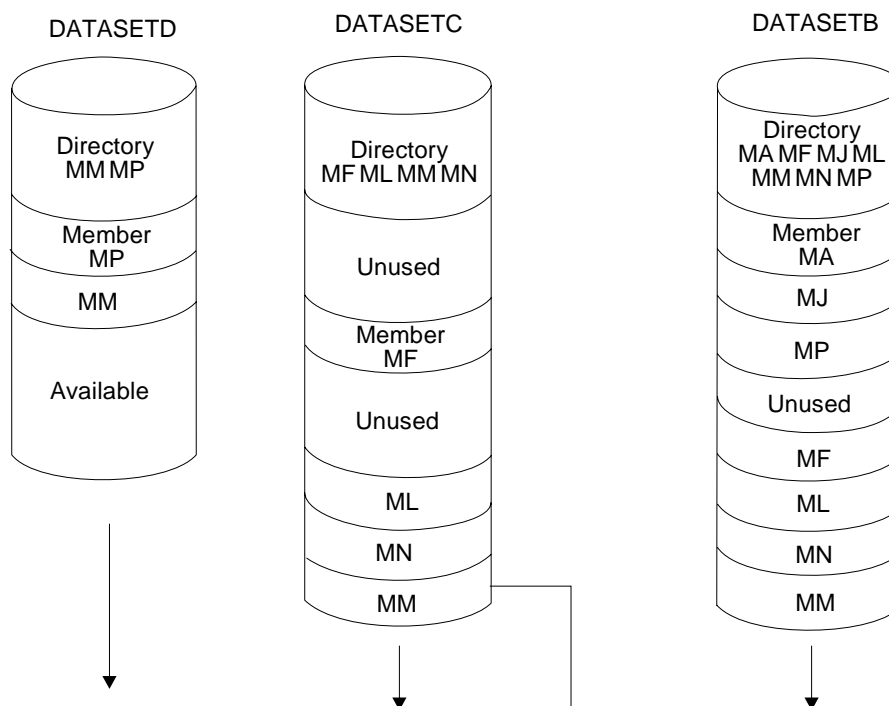 DATASETD
Directory
MM MP
Member
MP
MM
Available
DATASETC
Directory
MF ML MM MN
Unused
Member
MF
Unused
ML
MN
MM
DATASETB
Directory
MA MF MJ ML
MM MN MP
Member
MA
MJ
MP
Unused
MF
ML
MN
MM